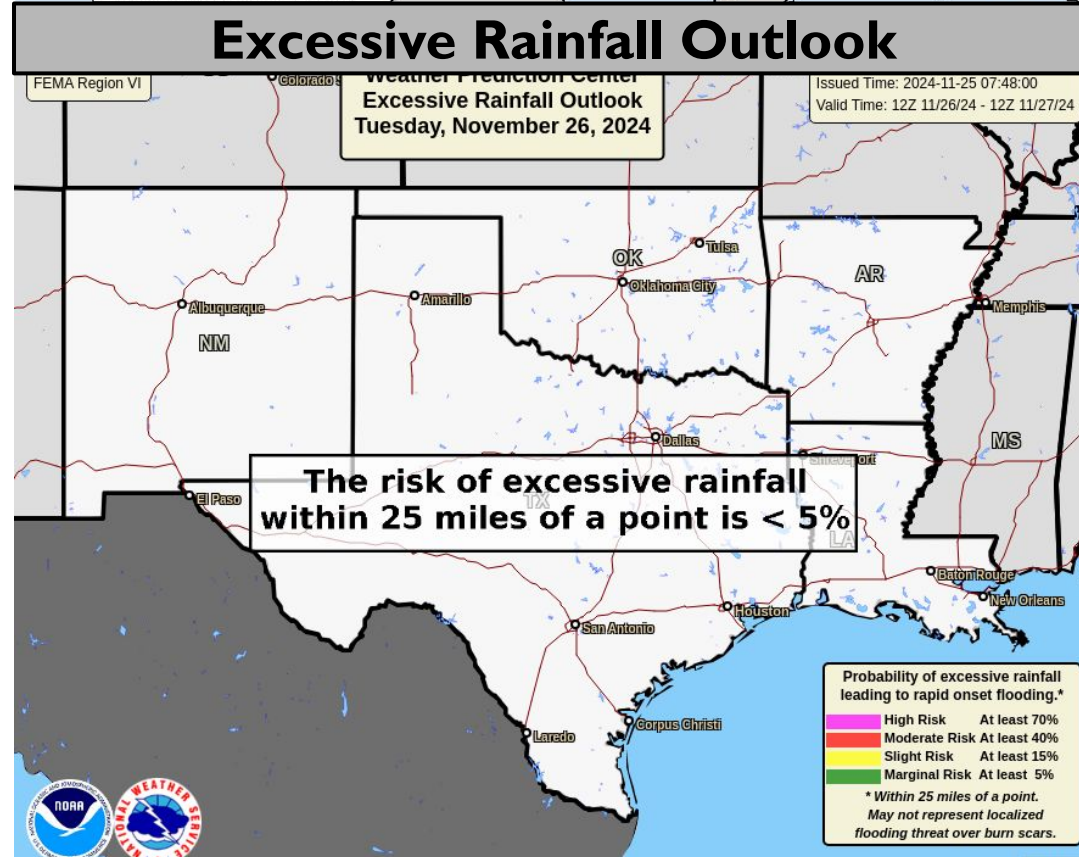 Excessive Rainfall Outlook
FEMA Region VI
Weather Prediction Center
Excessive Rainfall Outlook
Tuesday, November 26, 2024
Issued Time: 2024-11-25 07:48:00
Valid Time: 12Z 11/26/24 - 12Z 11/27/24
Colorado
Tulsa
OK
AR
Oklahoma City
Amarillo
Albuquerque
Memphis
NM
Dallas
MS
Shreveport
The risk of excessive rainfall
within 25 miles of a point is < 5%
TX
El Paso
LA
Baton Rouge
New Orleans
Houston
San Antonio
Corpus Christi
Laredo
Probability of excessive rainfall
leading to rapid onset flooding.*
High Risk At least 70%
Moderate Risk At least 40%
Slight Risk At least 15%
Marginal Risk At least 5%
* Within 25 miles of a point.
May not represent localized
flooding threat over burn scars.
NOAA
NATIONAL WEATHER SERVICE